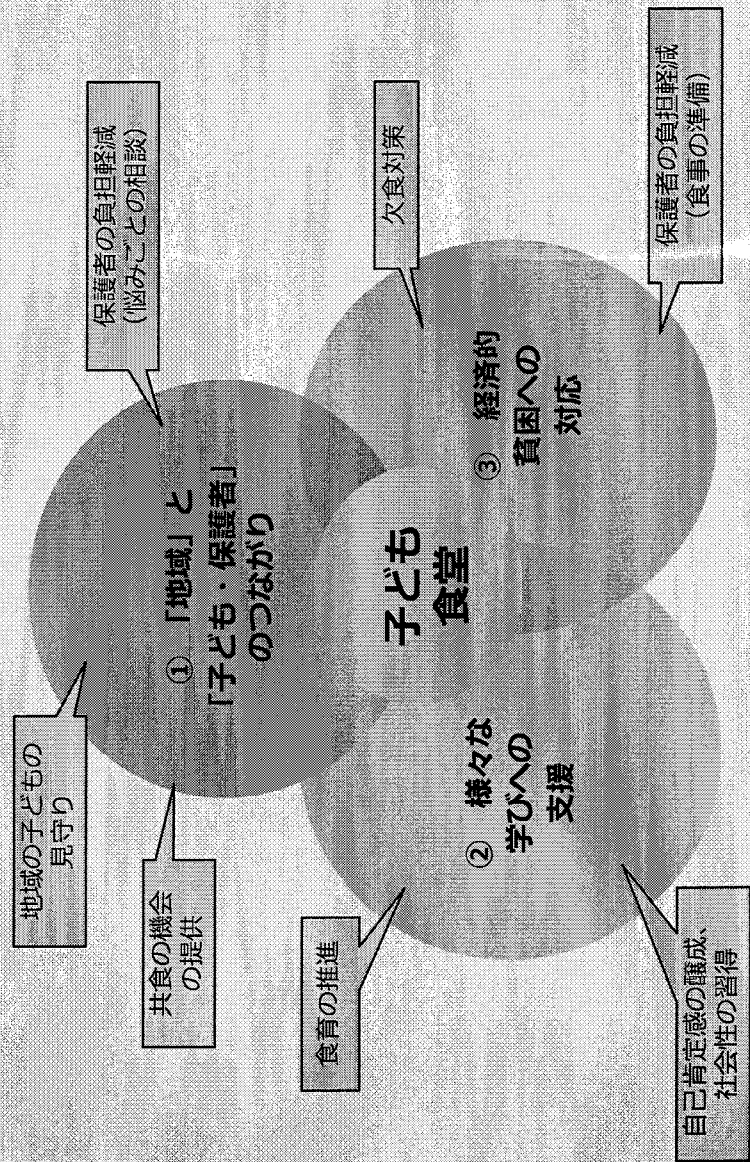 地域の子どもの
見守り
共食の機会
の提供
保護者の負担軽減
（悩みごとの相談）
① 「地域」と
「子ども・保護者」
のつながり
子ども
食堂
② 様々な
学びへの
支援
食育の推進
自己肯定感の醸成、
社会性の習得
③ 経済的
貧困への
対応
欠食対策
保護者の負担軽減
（食事の準備）